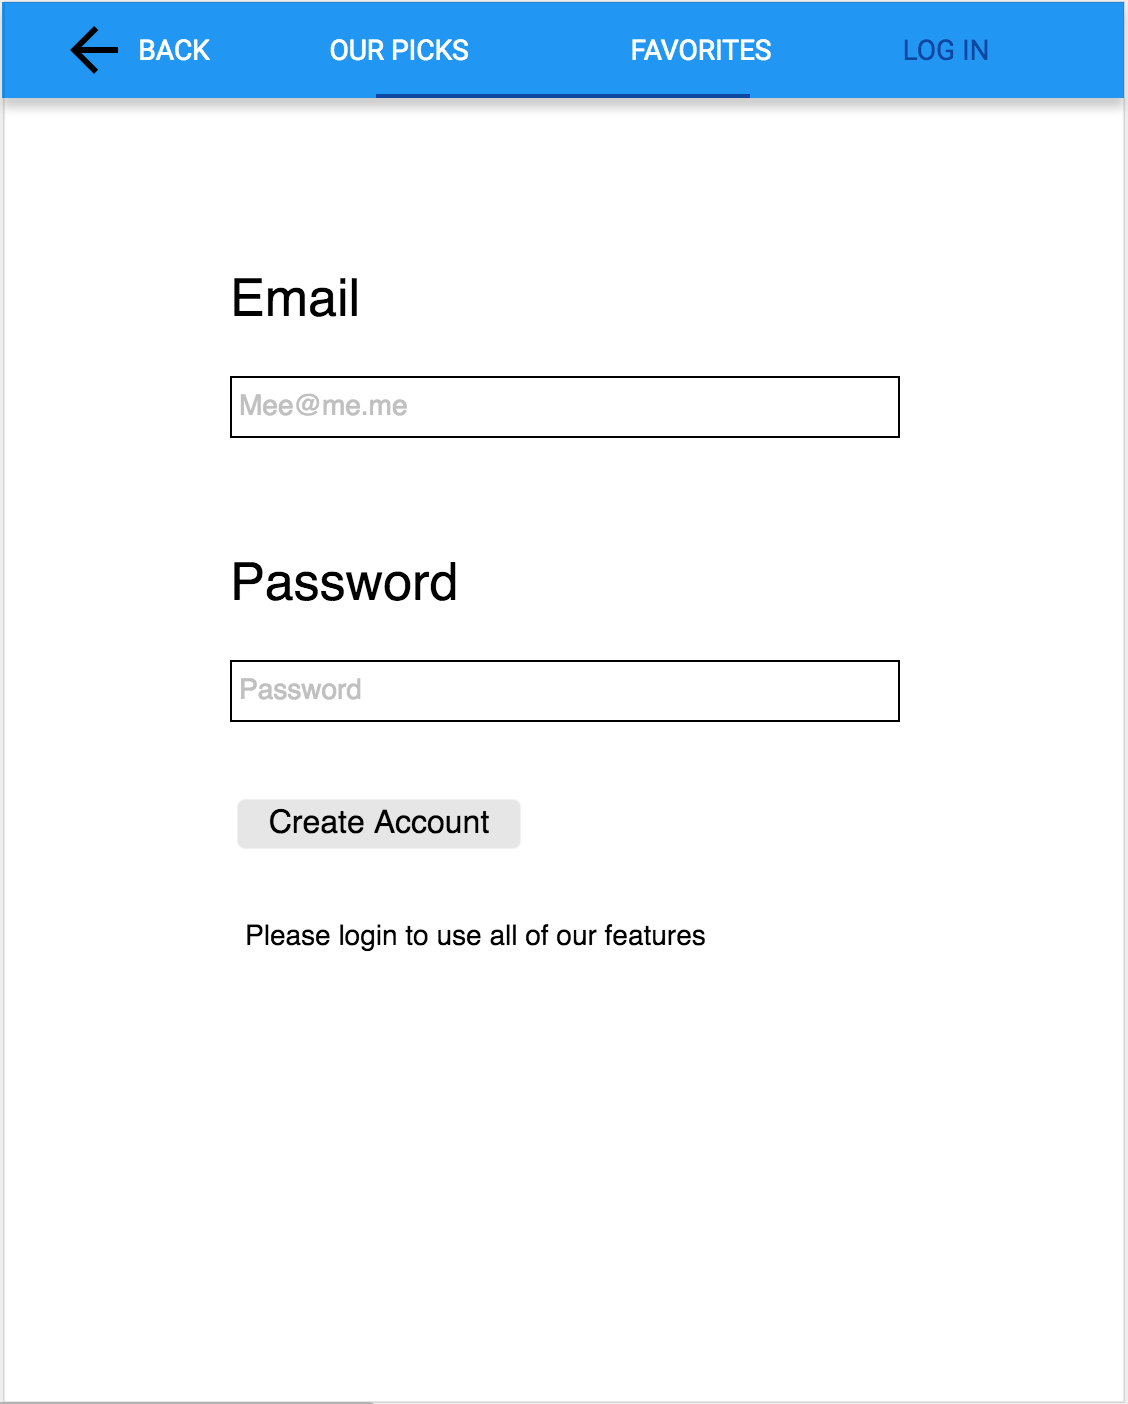 BACK OUR PICKS FAVORITES LOG IN
Email
Mee@me.me
Password
Password
Create Account
Please login to use all of our features